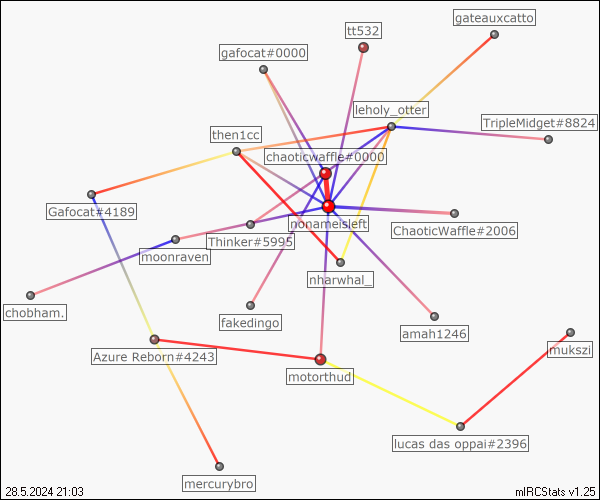 gateauxcatto
tt532
gafocat#0000
leholy_otter
TripleMidget#8824
then1cc
chaoticwaffle#0000
Gafocat#4189
nonameisleft
ChaoticWaffle#2006
Thinker#5995
moonraven
nharwhal_
chobham.
fakedingo
amah1246
Azure Reborn#4243
mukszi
motorthud
lucas das oppai#2396
mercurybro
28.5.2024 21:03
mIRCStats v1.25